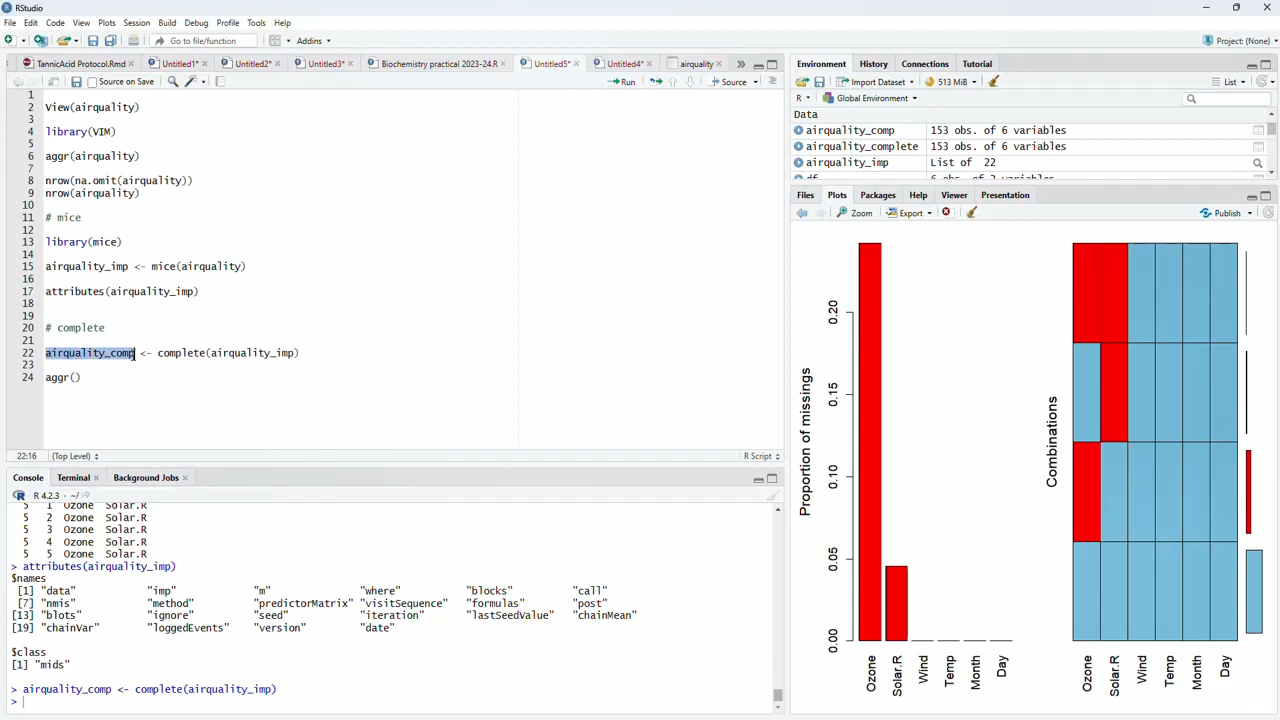 RStudio
File Edit Code View Plots Session Build Debug Profile Tools Help
Go to file/function Addins Project: (None)
TannicAcid Protocol.Rmd Untitled1* Untitled2* Untitled3* Biochemistry practical 2023-24.R Untitled5* Untitled4* airquality
Source on Save Run Source
1
2 View(airquality)
3
4 library(VIM)
5
6 aggr(airquality)
7
8 nrow(na.omit(airquality))
9 nrow(airquality)
10
11 # mice
12
13 library(mice)
14
15 airquality_imp <- mice(airquality)
16
17 attributes(airquality_imp)
18
19
20 # complete
21
22 airquality_comp <- complete(airquality_imp)
23
24 aggr()
22:16 (Top Level) R Script
Console Terminal Background Jobs
R 4.2.3 · ~/
5 1 Ozone Solar.R
5 2 Ozone Solar.R
5 3 Ozone Solar.R
5 4 Ozone Solar.R
5 5 Ozone Solar.R
> attributes(airquality_imp)
$names
[1] "data" "imp" "m" "where" "blocks" "call"
[7] "nmis" "method" "predictorMatrix" "visitSequence" "formulas" "post"
[13] "blots" "ignore" "seed" "iteration" "lastSeedValue" "chainMean"
[19] "chainVar" "loggedEvents" "version" "date"
$class
[1] "mids"
> airquality_comp <- complete(airquality_imp)
>
Environment History Connections Tutorial
Import Dataset 513 MiB List
R Global Environment
Data
airquality_comp 153 obs. of 6 variables
airquality_complete 153 obs. of 6 variables
airquality_imp List of 22
df 6 obs. of 2 variables
Files Plots Packages Help Viewer Presentation
Zoom Export Publish
Proportion of missings
0.20
0.15
0.10
0.05
0.00
Ozone
Solar.R
Wind
Temp
Month
Day
Combinations
Ozone
Solar.R
Wind
Temp
Month
Day